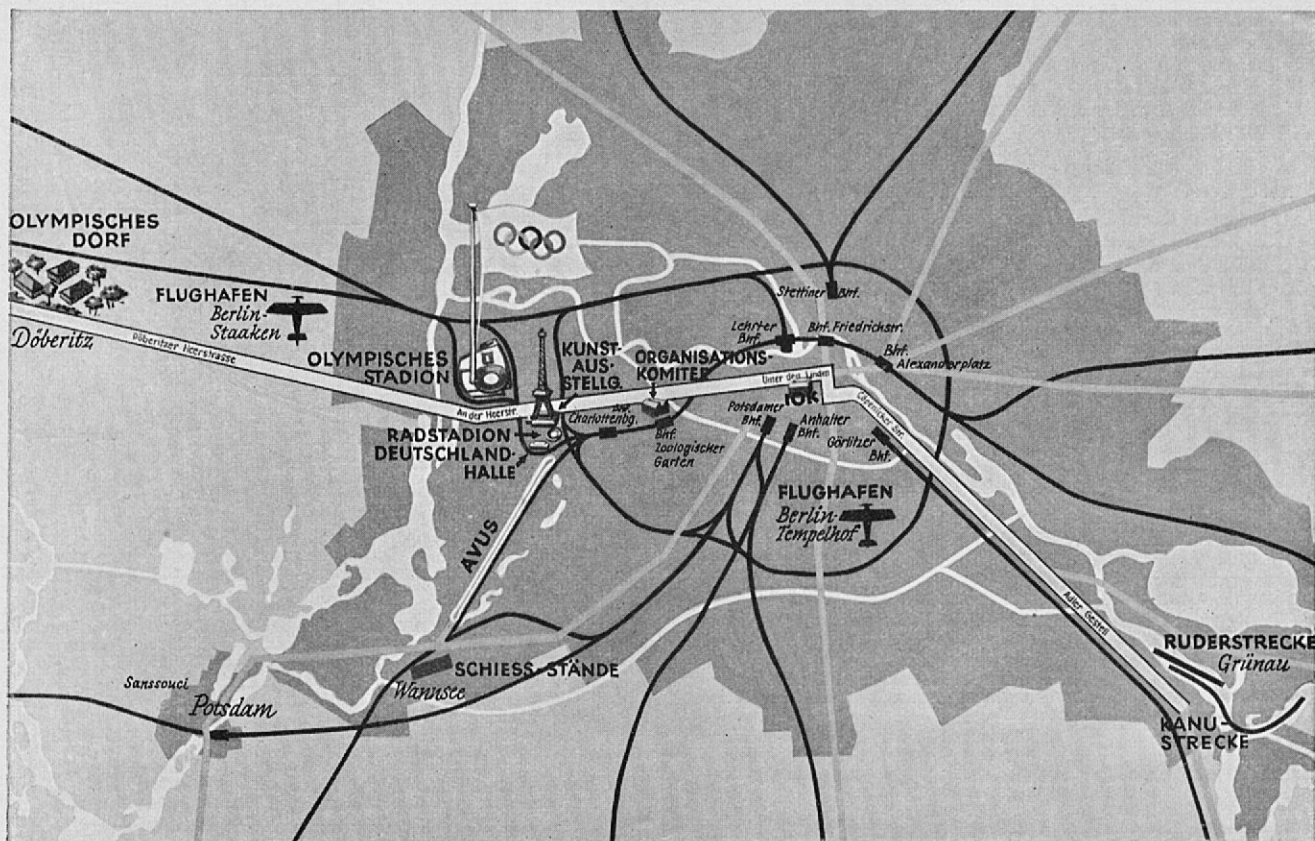 OLYMPISCHES
DORF
Döberitz
FLUGHAFEN
Berlin-
Staaken
Döberitzer Heerstrasse
OLYMPISCHES
STADION
An der Heerstr.
KUNST-
AUS-
STELLG.
ORGANISATIONS-
KOMITEE
RADSTADION
DEUTSCHLAND-
HALLE
Bhf.
Charlottenbg.
Bhf.
Zoologischer
Garten
Stettiner Bhf.
Lehrter
Bhf.
Bhf. Friedrichstr.
Bhf.
Alexanderplatz
Unter den Linden
IOK
Potsdamer
Bhf.
Anhalter
Bhf.
Görlitzer
Bhf.
Cöpenicker Str.
FLUGHAFEN
Berlin-
Tempelhof
AVUS
SCHIESS-STÄNDE
Wannsee
Sanssouci
Potsdam
Adler Gestell
RUDERSTRECKE
Grünau
KANU-
STRECKE